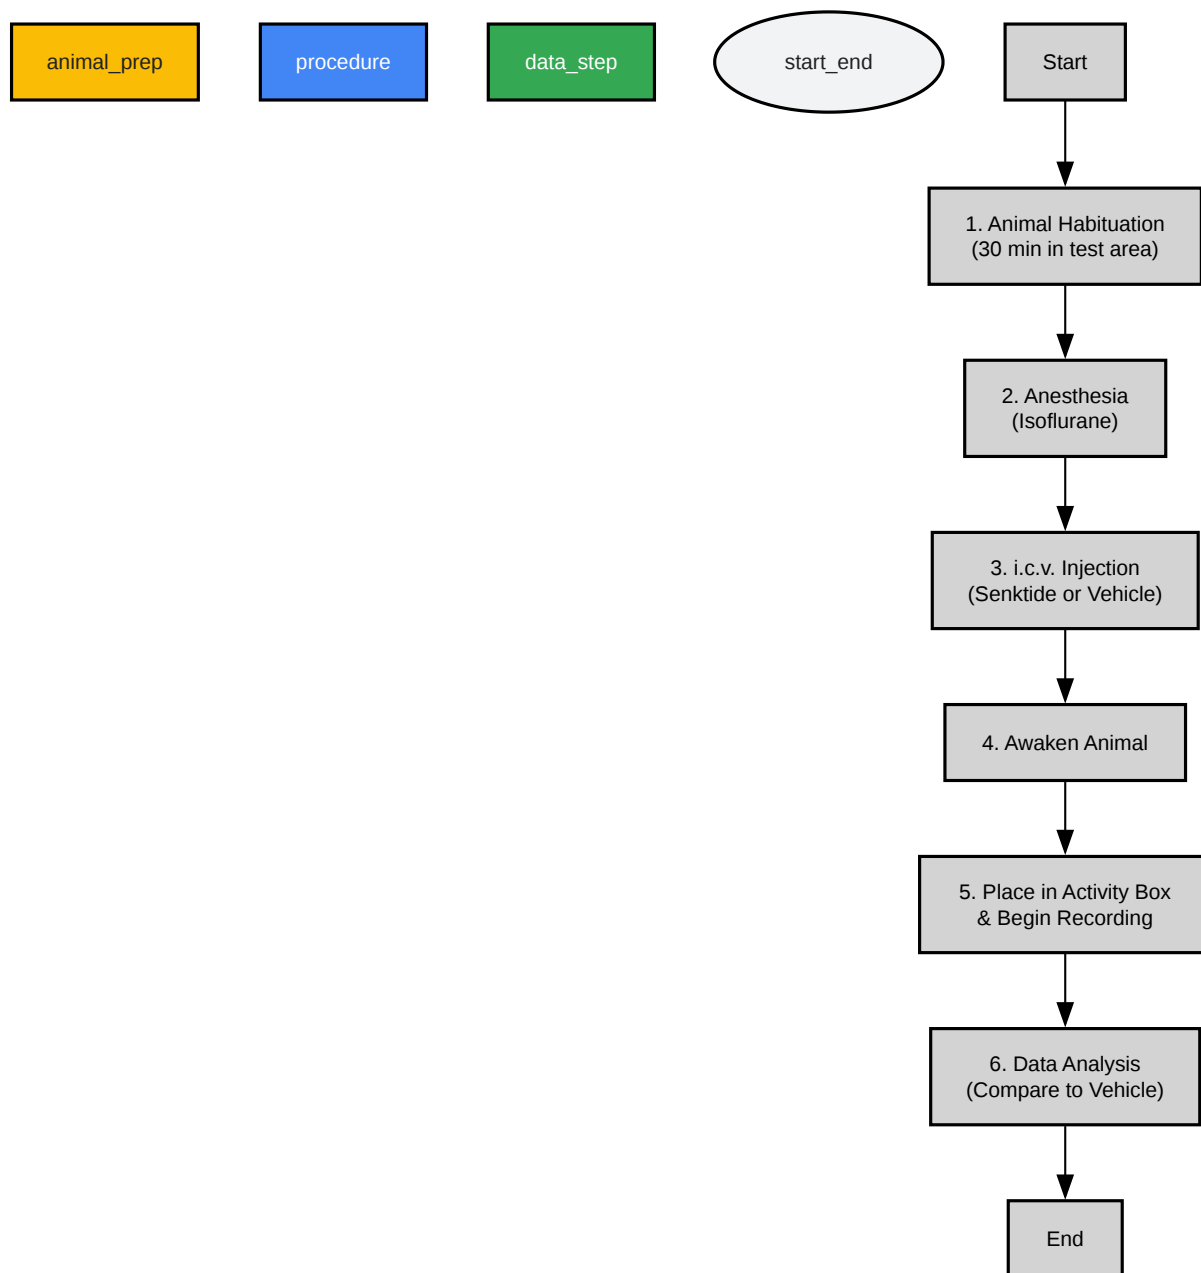 animal_prep
procedure
data_step
start_end
Start
1. Animal Habituation
(30 min in test area)
2. Anesthesia
(Isoflurane)
3. i.c.v. Injection
(Senktide or Vehicle)
4. Awaken Animal
5. Place in Activity Box
& Begin Recording
6. Data Analysis
(Compare to Vehicle)
End